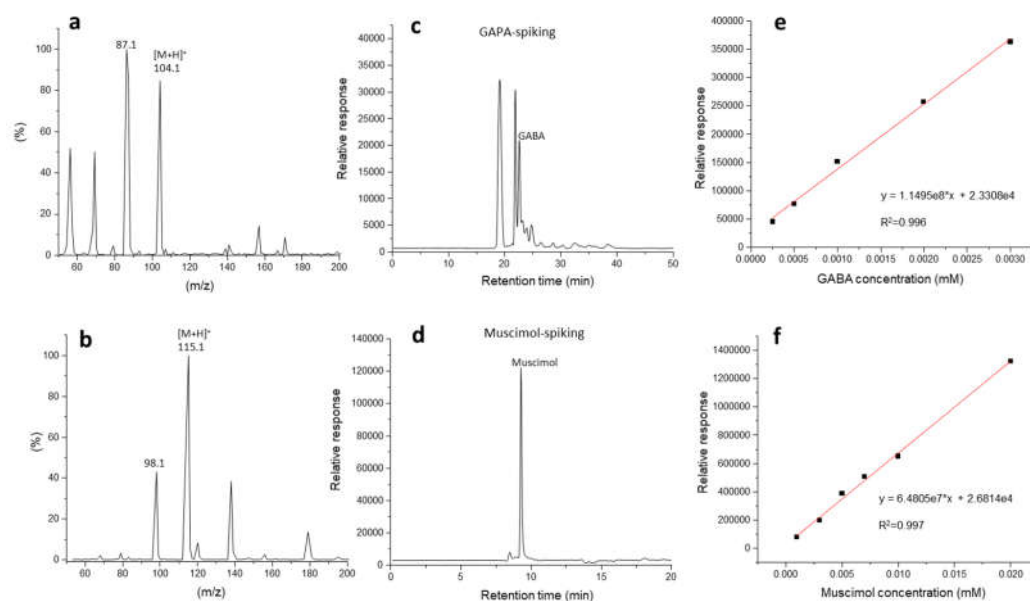 a
87.1
[M+H]⁺
104.1
100
80
60
40
20
0
(%)
60 80 100 120 140 160 180 200
(m/z)
c
GAPA-spiking
GABA
40000
35000
30000
25000
20000
15000
10000
5000
0
Relative response
0 10 20 30 40 50
Retention time (min)
e
400000
350000
300000
250000
200000
150000
100000
50000
0
Relative response
y = 1.1495e8*x + 2.3308e4
R²=0.996
0.0000 0.0005 0.0010 0.0015 0.0020 0.0025 0.0030
GABA concentration (mM)
b
[M+H]⁺
115.1
98.1
100
80
60
40
20
0
(%)
60 80 100 120 140 160 180 200
(m/z)
d
Muscimol-spiking
Muscimol
140000
120000
100000
80000
60000
40000
20000
0
Relative response
0 5 10 15 20
Retention time (min)
f
1400000
1200000
1000000
800000
600000
400000
200000
0
Relative response
y = 6.4805e7*x + 2.6814e4
R²=0.997
0.000 0.005 0.010 0.015 0.020
Muscimol concentration (mM)